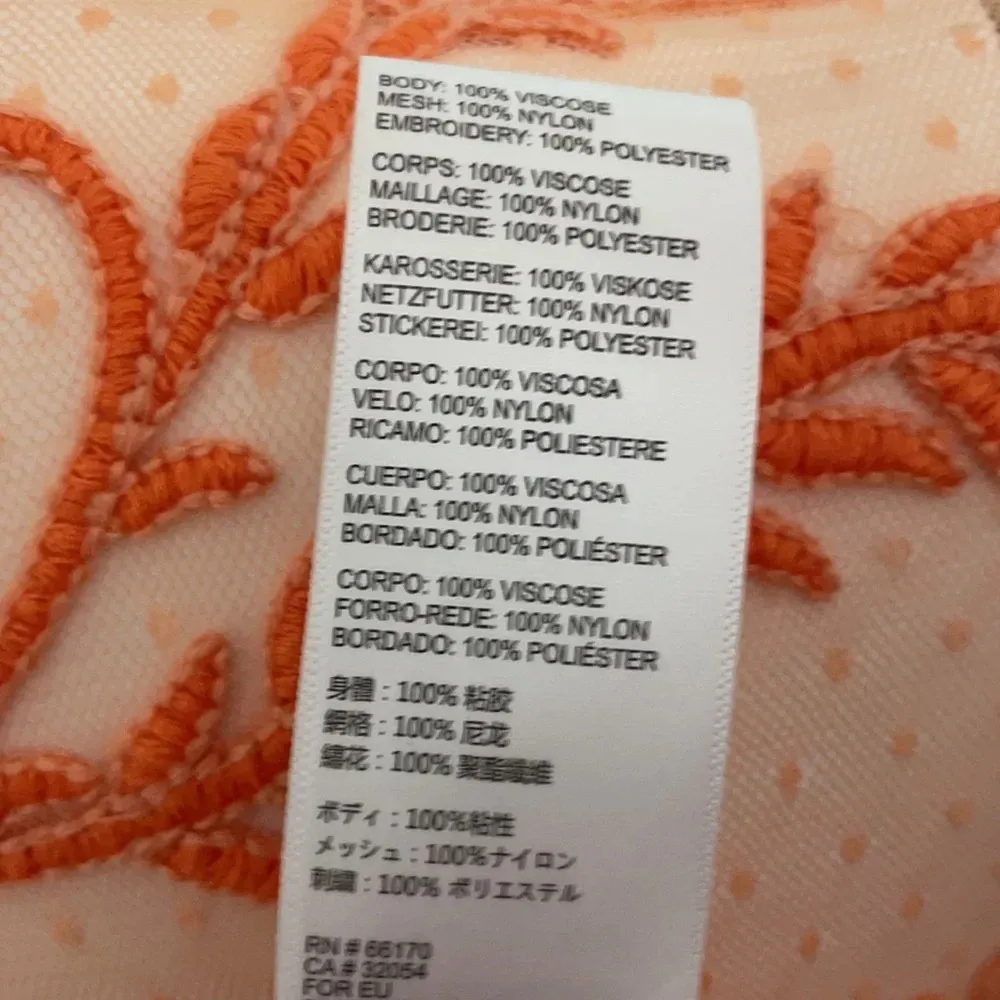 BODY: 100% VISCOSE
MESH: 100% NYLON
EMBROIDERY: 100% POLYESTER
CORPS: 100% VISCOSE
MAILLAGE: 100% NYLON
BRODERIE: 100% POLYESTER
KAROSSERIE: 100% VISKOSE
NETZFUTTER: 100% NYLON
STICKEREI: 100% POLYESTER
CORPO: 100% VISCOSA
VELO: 100% NYLON
RICAMO: 100% POLIESTERE
CUERPO: 100% VISCOSA
MALLA: 100% NYLON
BORDADO: 100% POLIÉSTER
CORPO: 100% VISCOSE
FORRO-REDE: 100% NYLON
BORDADO: 100% POLIÉSTER
身體 : 100% 粘胶
網格 : 100% 尼龙
繡花 : 100% 聚酯纖维
ボディ : 100%粘性
メッシュ : 100%ナイロン
刺繍 : 100% ポリエステル
RN # 66170
CA # 32054
FOR EU